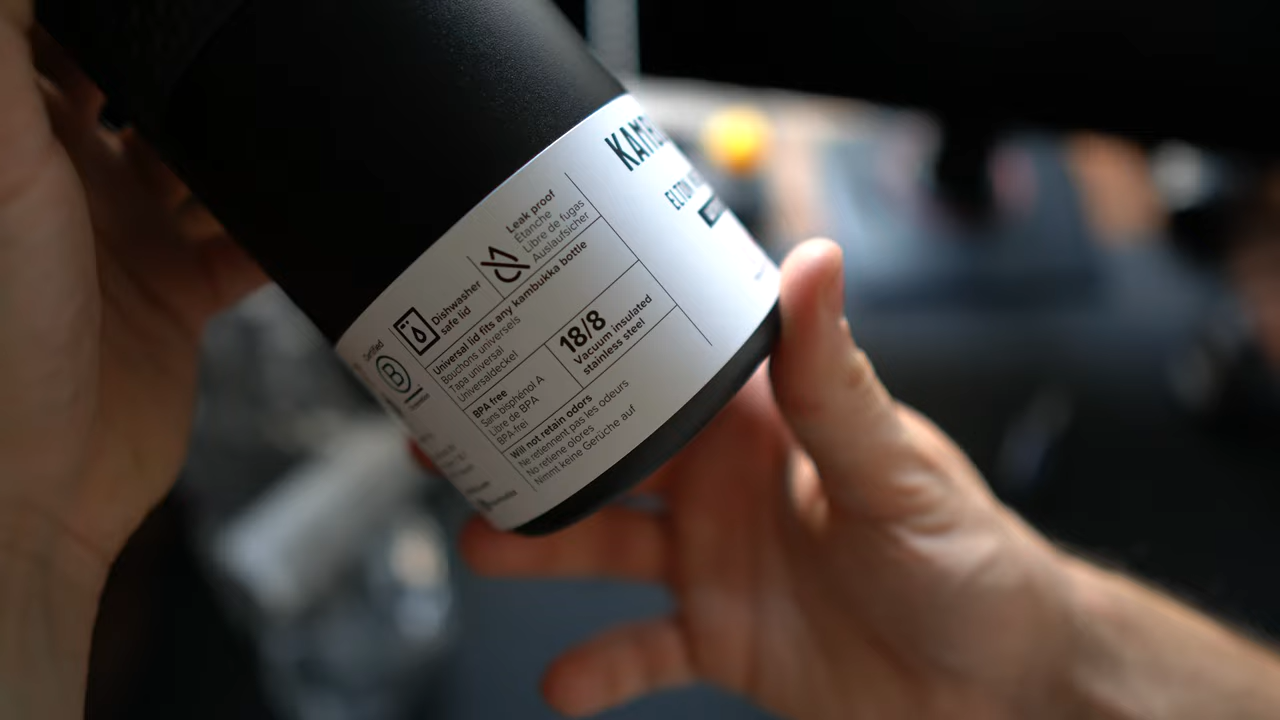 KAMB
ELTON
Leak proof
Étanche
Libre de fugas
Auslaufsicher
Dishwasher
safe lid
Universal lid fits any kambukka bottle
Bouchons universels
Tapa universal
Universaldeckel
18/8
Vacuum insulated
stainless steel
Certified
B
BPA free
Sans bisphénol A
Libre de BPA
BPA-frei
Will not retain odors
Ne retiennent pas les odeurs
No retiene olores
Nimmt keine Gerüche auf